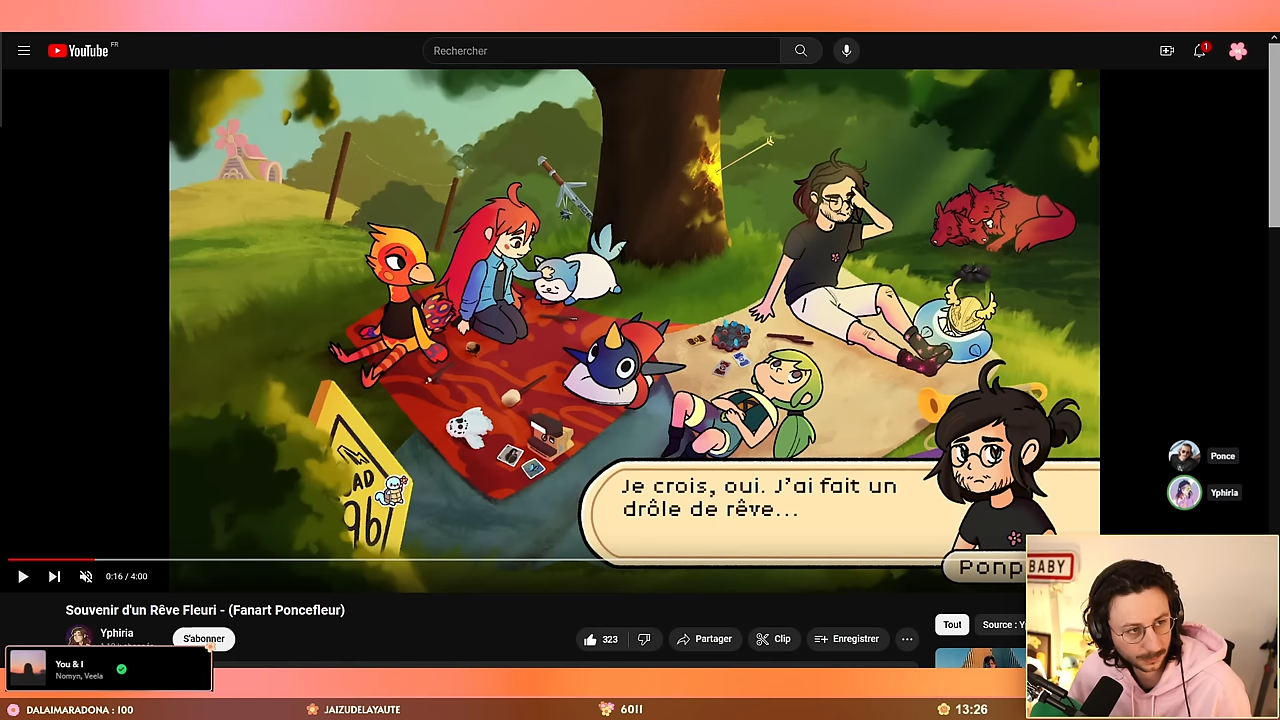 YouTube FR
Rechercher
1
Je crois, oui. J'ai fait un
drôle de rêve...
Ponp
96
Ponce
Yphiria
BABY
0:16 / 4:00
Souvenir d'un Rêve Fleuri - (Fanart Poncefleur)
Yphiria
S'abonner
323
Partager
Clip
Enregistrer
Tout
Source : Y
You & I
Nomyn, Veela
DALAIMARADONA : 100
JAIZUDELAYAUTE
6011
13:26